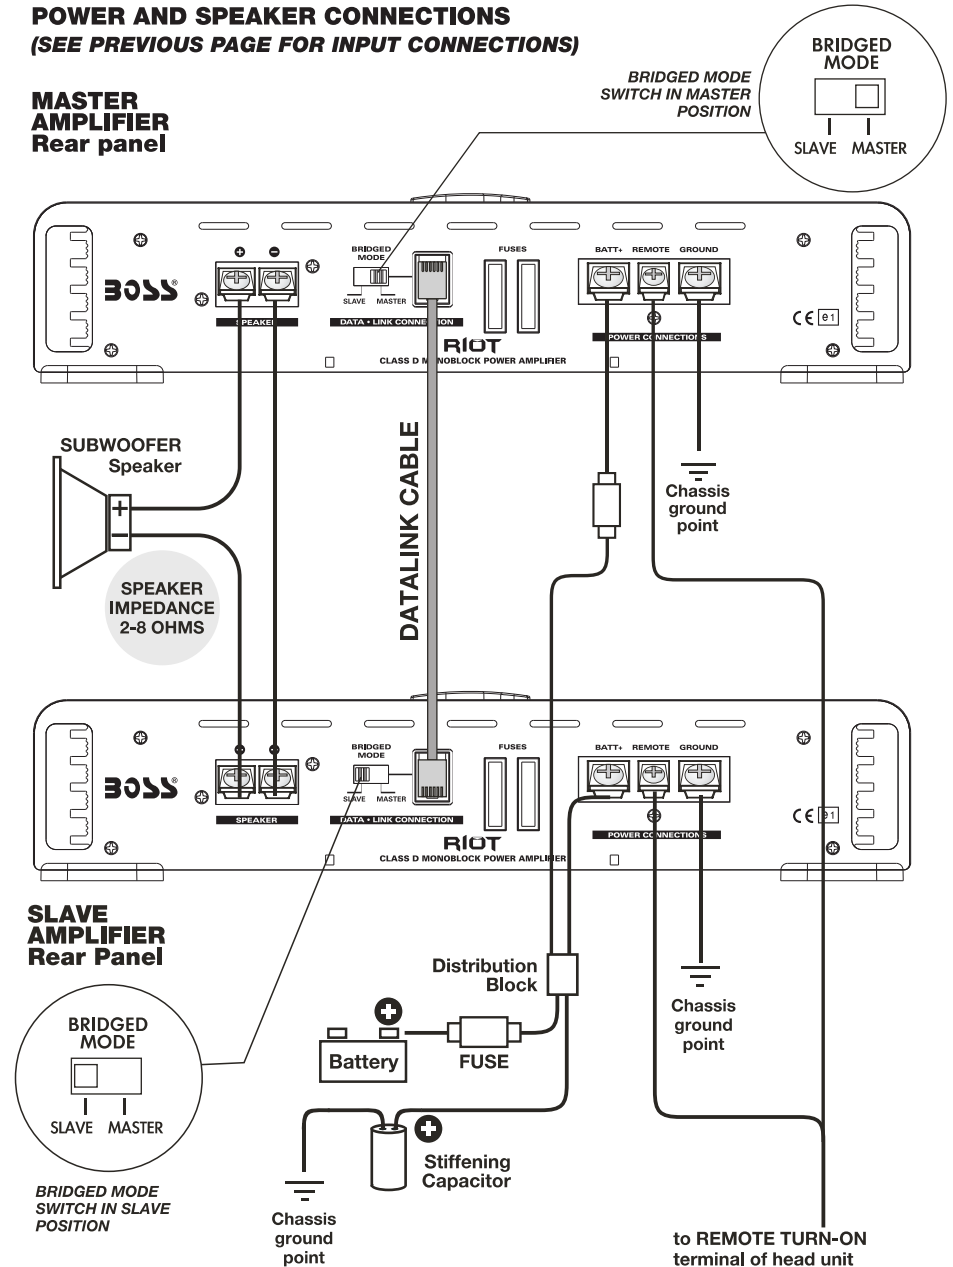 POWER AND SPEAKER CONNECTIONS
(SEE PREVIOUS PAGE FOR INPUT CONNECTIONS)
MASTER
AMPLIFIER
Rear panel
BRIDGED MODE
SWITCH IN MASTER
POSITION
BRIDGED
MODE
SLAVE MASTER
BOSS®
+ −
SPEAKER
BRIDGED
MODE
SLAVE MASTER
DATA • LINK CONNECTION
FUSES
RIOT
CLASS D MONOBLOCK POWER AMPLIFIER
BATT+ REMOTE GROUND
POWER CONNECTIONS
CE e1
SUBWOOFER
Speaker
+
−
SPEAKER
IMPEDANCE
2-8 OHMS
DATALINK CABLE
Chassis
ground
point
BOSS®
SPEAKER
BRIDGED
MODE
SLAVE MASTER
DATA • LINK CONNECTION
FUSES
RIOT
CLASS D MONOBLOCK POWER AMPLIFIER
BATT+ REMOTE GROUND
POWER CONNECTIONS
CE e1
SLAVE
AMPLIFIER
Rear Panel
BRIDGED
MODE
SLAVE MASTER
BRIDGED MODE
SWITCH IN SLAVE
POSITION
Distribution
Block
+
Battery
FUSE
+
Stiffening
Capacitor
Chassis
ground
point
Chassis
ground
point
to REMOTE TURN-ON
terminal of head unit